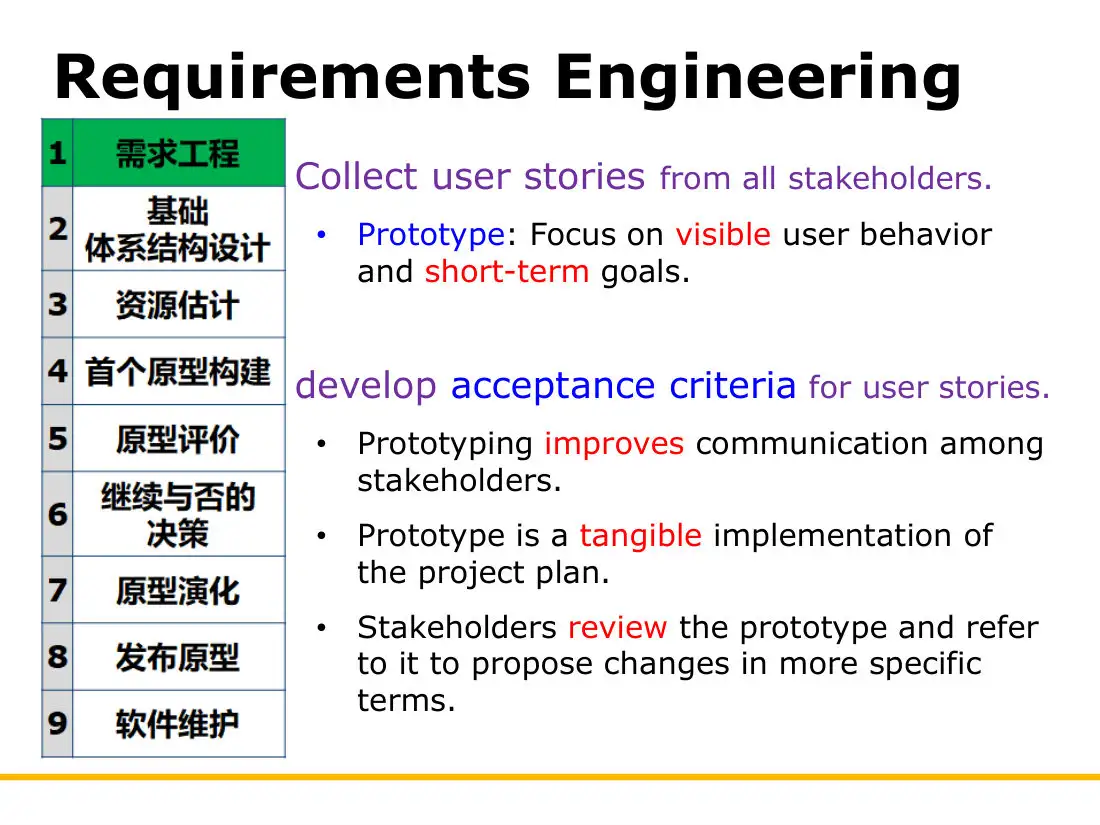 Requirements Engineering
1 需求工程
2 基础
体系结构设计
3 资源估计
4 首个原型构建
5 原型评价
6 继续与否的
决策
7 原型演化
8 发布原型
9 软件维护
Collect user stories from all stakeholders.
• Prototype: Focus on visible user behavior
and short-term goals.
develop acceptance criteria for user stories.
• Prototyping improves communication among
stakeholders.
• Prototype is a tangible implementation of
the project plan.
• Stakeholders review the prototype and refer
to it to propose changes in more specific
terms.